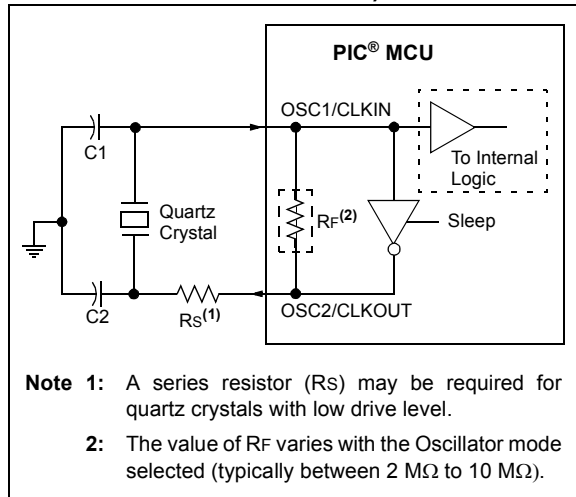 PIC® MCU
OSC1/CLKIN
C1
To Internal
Logic
Quartz
Crystal
RF(2)
Sleep
C2
RS(1)
OSC2/CLKOUT
Note 1: A series resistor (RS) may be required for
quartz crystals with low drive level.
2: The value of RF varies with the Oscillator mode
selected (typically between 2 MΩ to 10 MΩ).